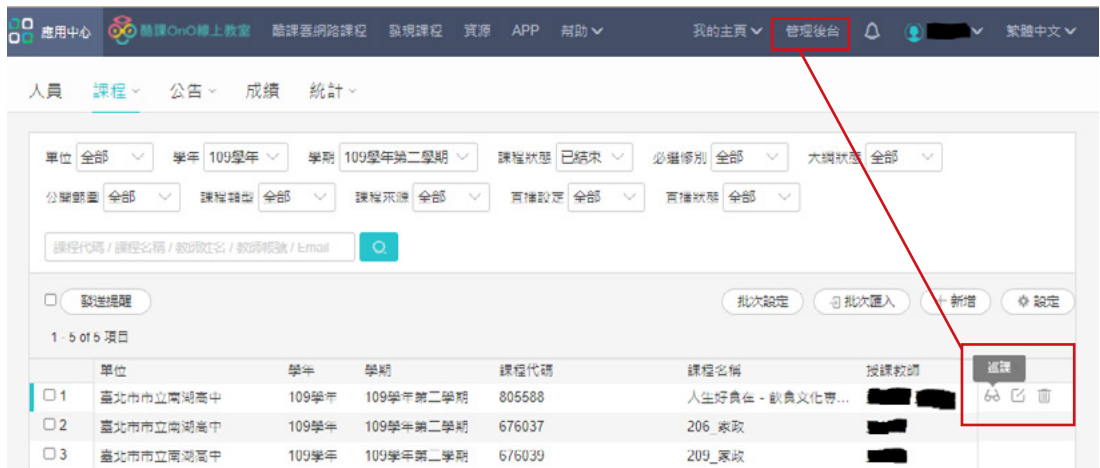 應用中心 酷課OnO線上教室 酷課雲網路課程 發現課程 資源 APP 幫助 我的主頁 管理後台 繁體中文
人員 課程 公告 成績 統計
單位 全部 學年 109學年 學期 109學年第二學期 課程狀態 已結束 必選修別 全部 大綱狀態 全部
公開範圍 全部 課程類型 全部 課程來源 全部 直播設定 全部 直播狀態 全部
課程代碼 / 課程名稱 / 教師姓名 / 教師帳號 / Email
發送提醒 批次設定 批次匯入 新增 設定
1 - 5 of 5 項目
單位 學年 學期 課程代碼 課程名稱 授課教師 巡課
1 臺北市市立南湖高中 109學年 109學年第二學期 805588 人生好食在 - 飲食文化專...
2 臺北市市立南湖高中 109學年 109學年第二學期 676037 206_家政
3 臺北市市立南湖高中 109學年 109學年第二學期 676039 209_家政